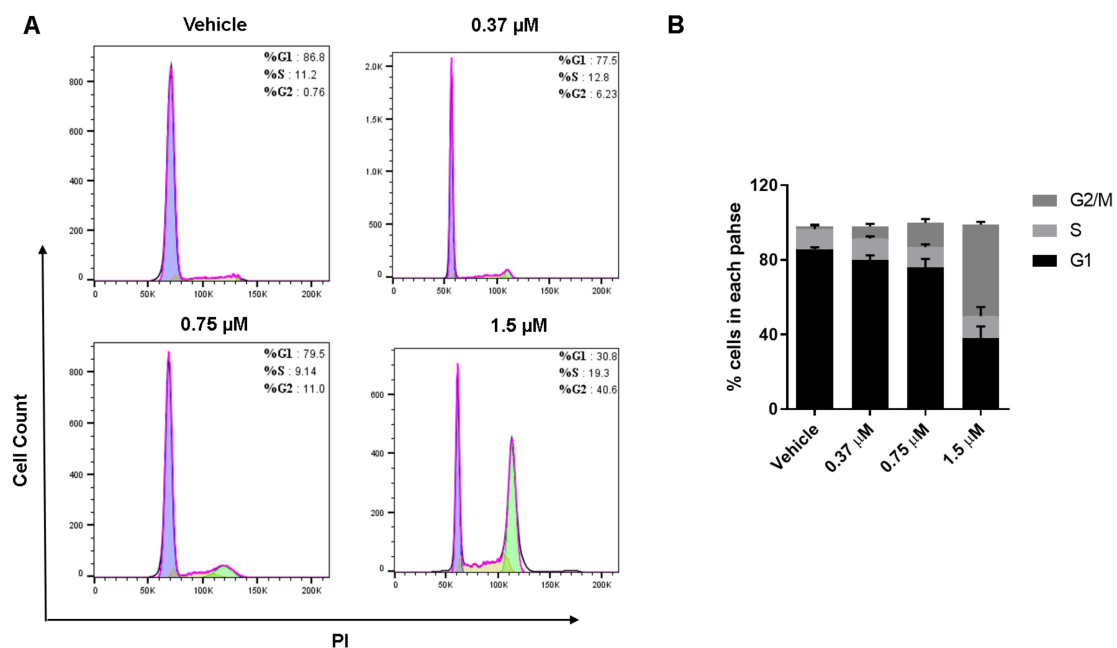 A
B
Vehicle
%G1 : 86.8
%S : 11.2
%G2 : 0.76
800
600
400
200
0
0 50K 100K 150K 200K
0.37 µM
%G1 : 77.5
%S : 12.8
%G2 : 6.23
2.0K
1.5K
1.0K
500
0
0 50K 100K 150K 200K
0.75 µM
%G1 : 79.5
%S : 9.14
%G2 : 11.0
800
600
400
200
0
0 50K 100K 150K 200K
1.5 µM
%G1 : 30.8
%S : 19.3
%G2 : 40.6
600
400
200
0
0 50K 100K 150K 200K
Cell Count
PI
% cells in each pahse
120
80
40
0
Vehicle
0.37 µM
0.75 µM
1.5 µM
G2/M
S
G1